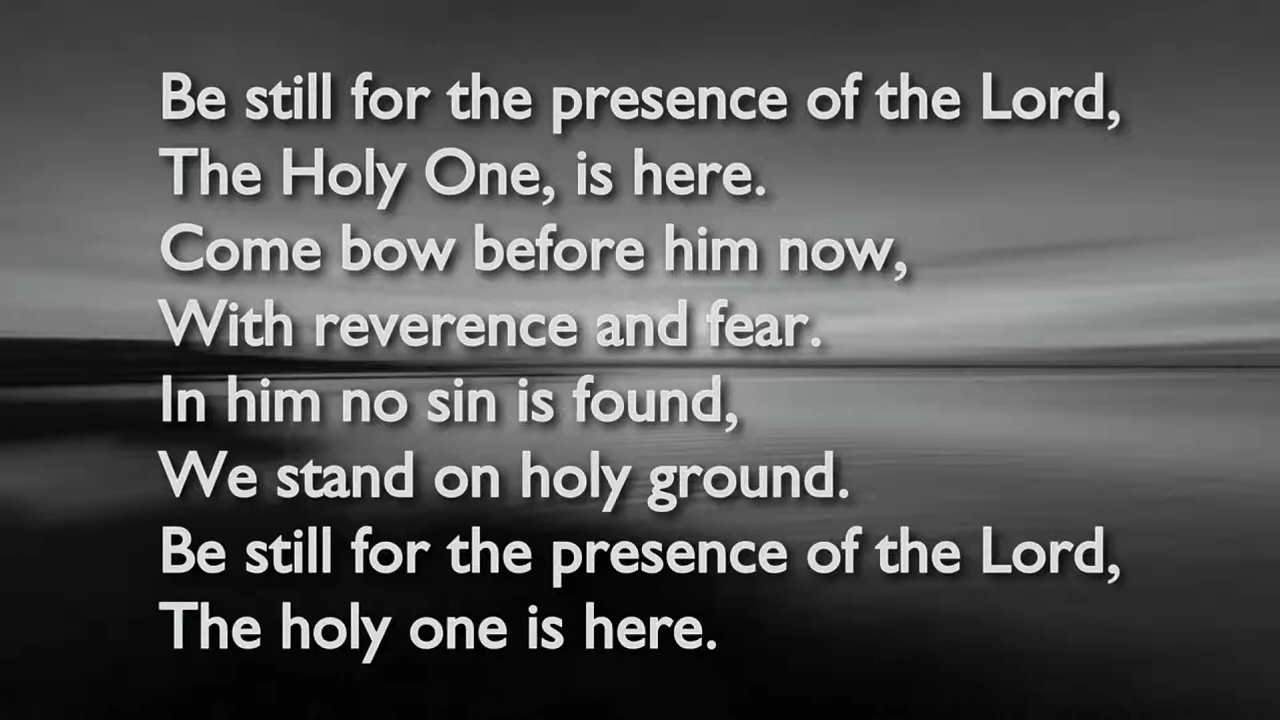 Be still for the presence of the Lord,
The Holy One, is here.
Come bow before him now,
With reverence and fear.
In him no sin is found,
We stand on holy ground.
Be still for the presence of the Lord,
The holy one is here.